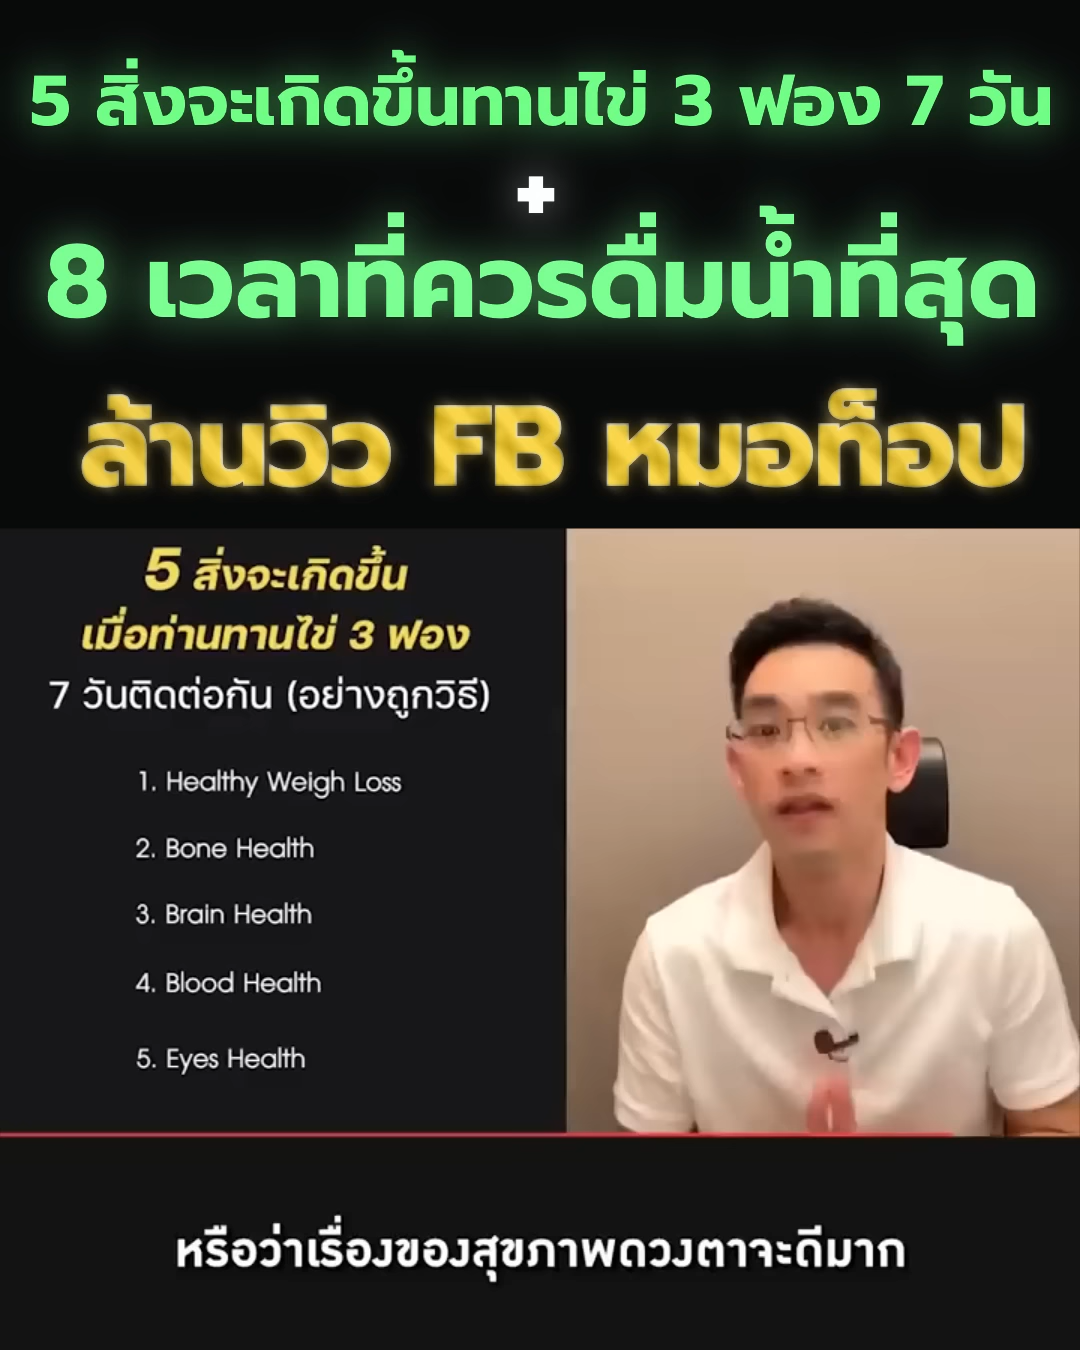 5 สิ่งจะเกิดขึ้นทานไข่ 3 ฟอง 7 วัน
+
8 เวลาที่ควรดื่มน้ำที่สุด
ล้านวิว FB หมอท็อป
5 สิ่งจะเกิดขึ้น
เมื่อท่านทานไข่ 3 ฟอง
7 วันติดต่อกัน (อย่างถูกวิธี)
1. Healthy Weigh Loss
2. Bone Health
3. Brain Health
4. Blood Health
5. Eyes Health
หรือว่าเรื่องของสุขภาพดวงตาจะดีมาก